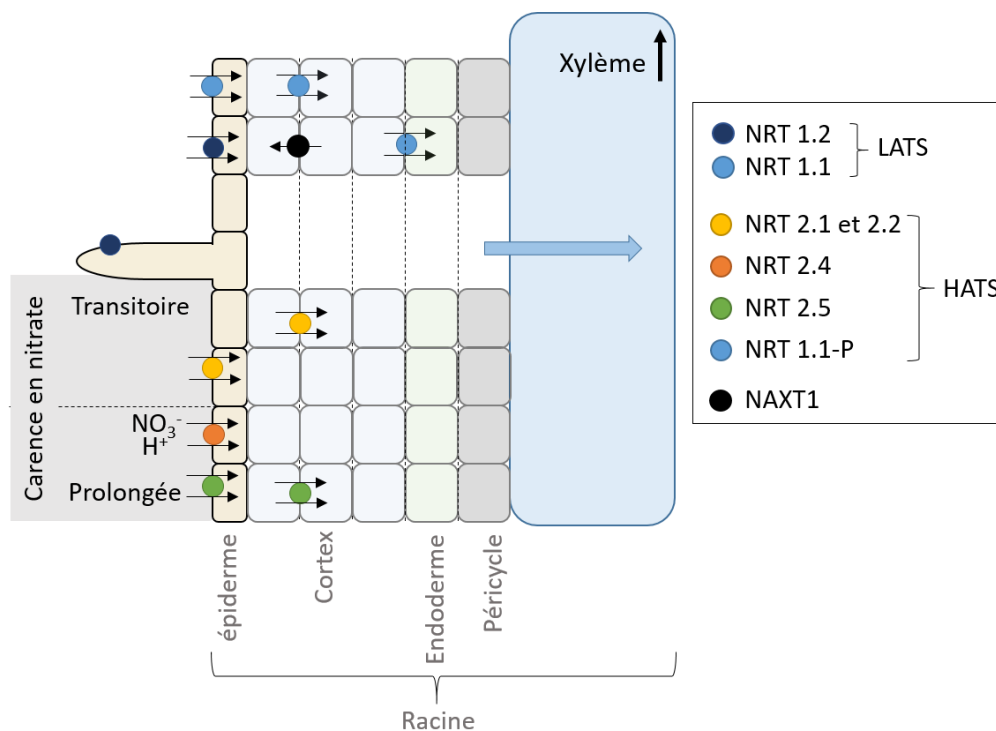 Xylème
NRT 1.2
NRT 1.1
LATS
NRT 2.1 et 2.2
NRT 2.4
NRT 2.5
NRT 1.1-P
HATS
NAXT1
Carence en nitrate
Transitoire
NO₃⁻
H⁺
Prolongée
épiderme
Cortex
Endoderme
Péricycle
Racine